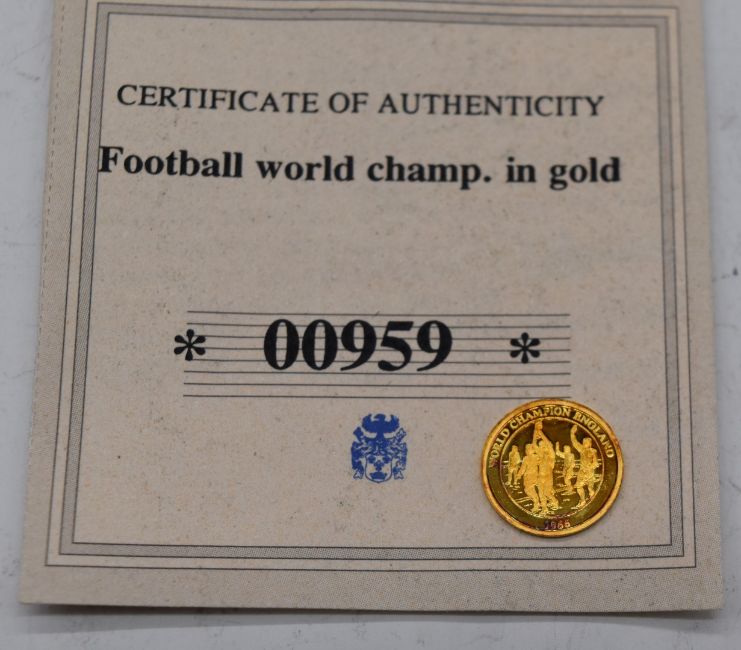 CERTIFICATE OF AUTHENTICITY
Football world champ. in gold
* 00959 *
WORLD CHAMPION ENGLAND
1966